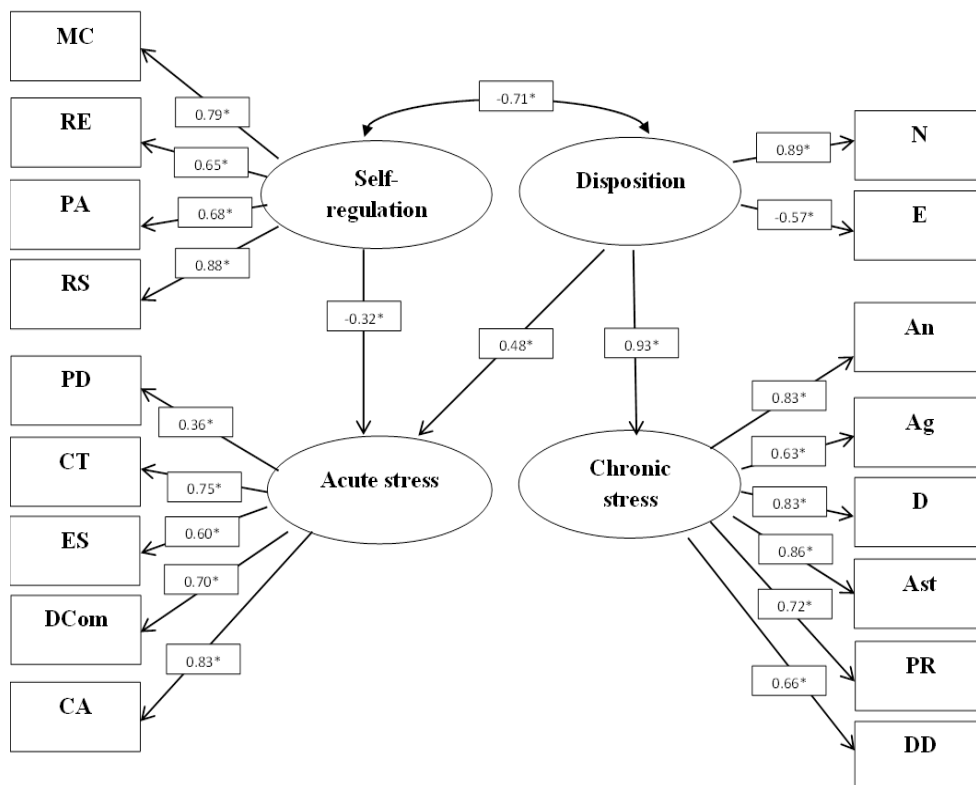 MC
RE
PA
RS
0.79*
0.65*
0.68*
0.88*
Self-
regulation
-0.71*
Disposition
0.89*
-0.57*
N
E
-0.32*
0.48*
0.93*
PD
CT
ES
DCom
CA
0.36*
0.75*
0.60*
0.70*
0.83*
Acute stress
Chronic
stress
0.83*
0.63*
0.83*
0.86*
0.72*
0.66*
An
Ag
D
Ast
PR
DD